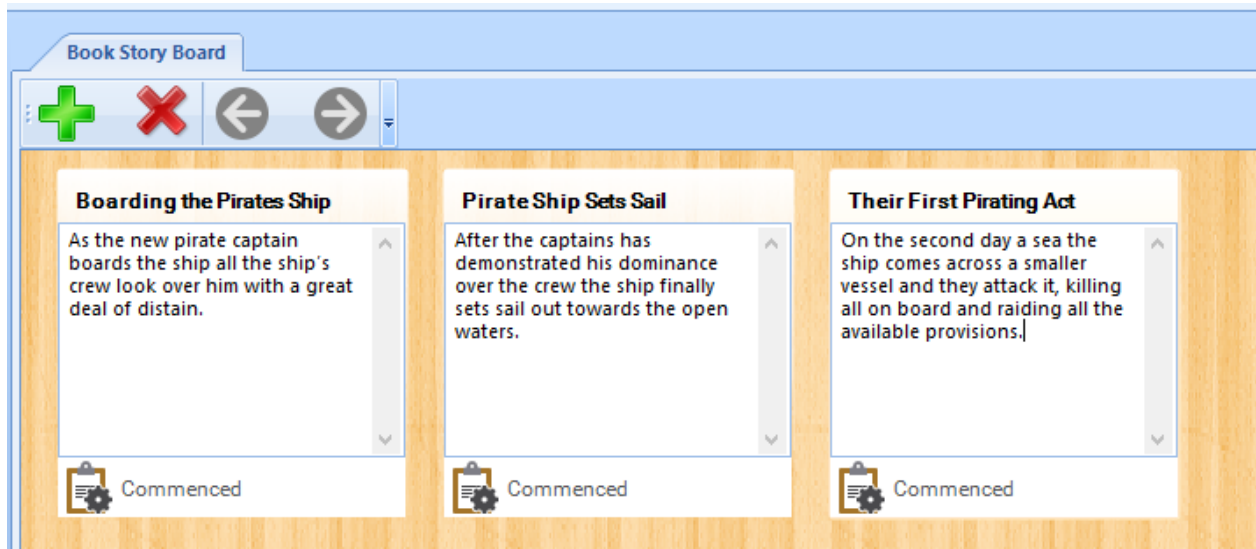 Book Story Board
Boarding the Pirates Ship
As the new pirate captain
boards the ship all the ship's
crew look over him with a great
deal of distain.
Commenced
Pirate Ship Sets Sail
After the captains has
demonstrated his dominance
over the crew the ship finally
sets sail out towards the open
waters.
Commenced
Their First Pirating Act
On the second day a sea the
ship comes across a smaller
vessel and they attack it, killing
all on board and raiding all the
available provisions.
Commenced